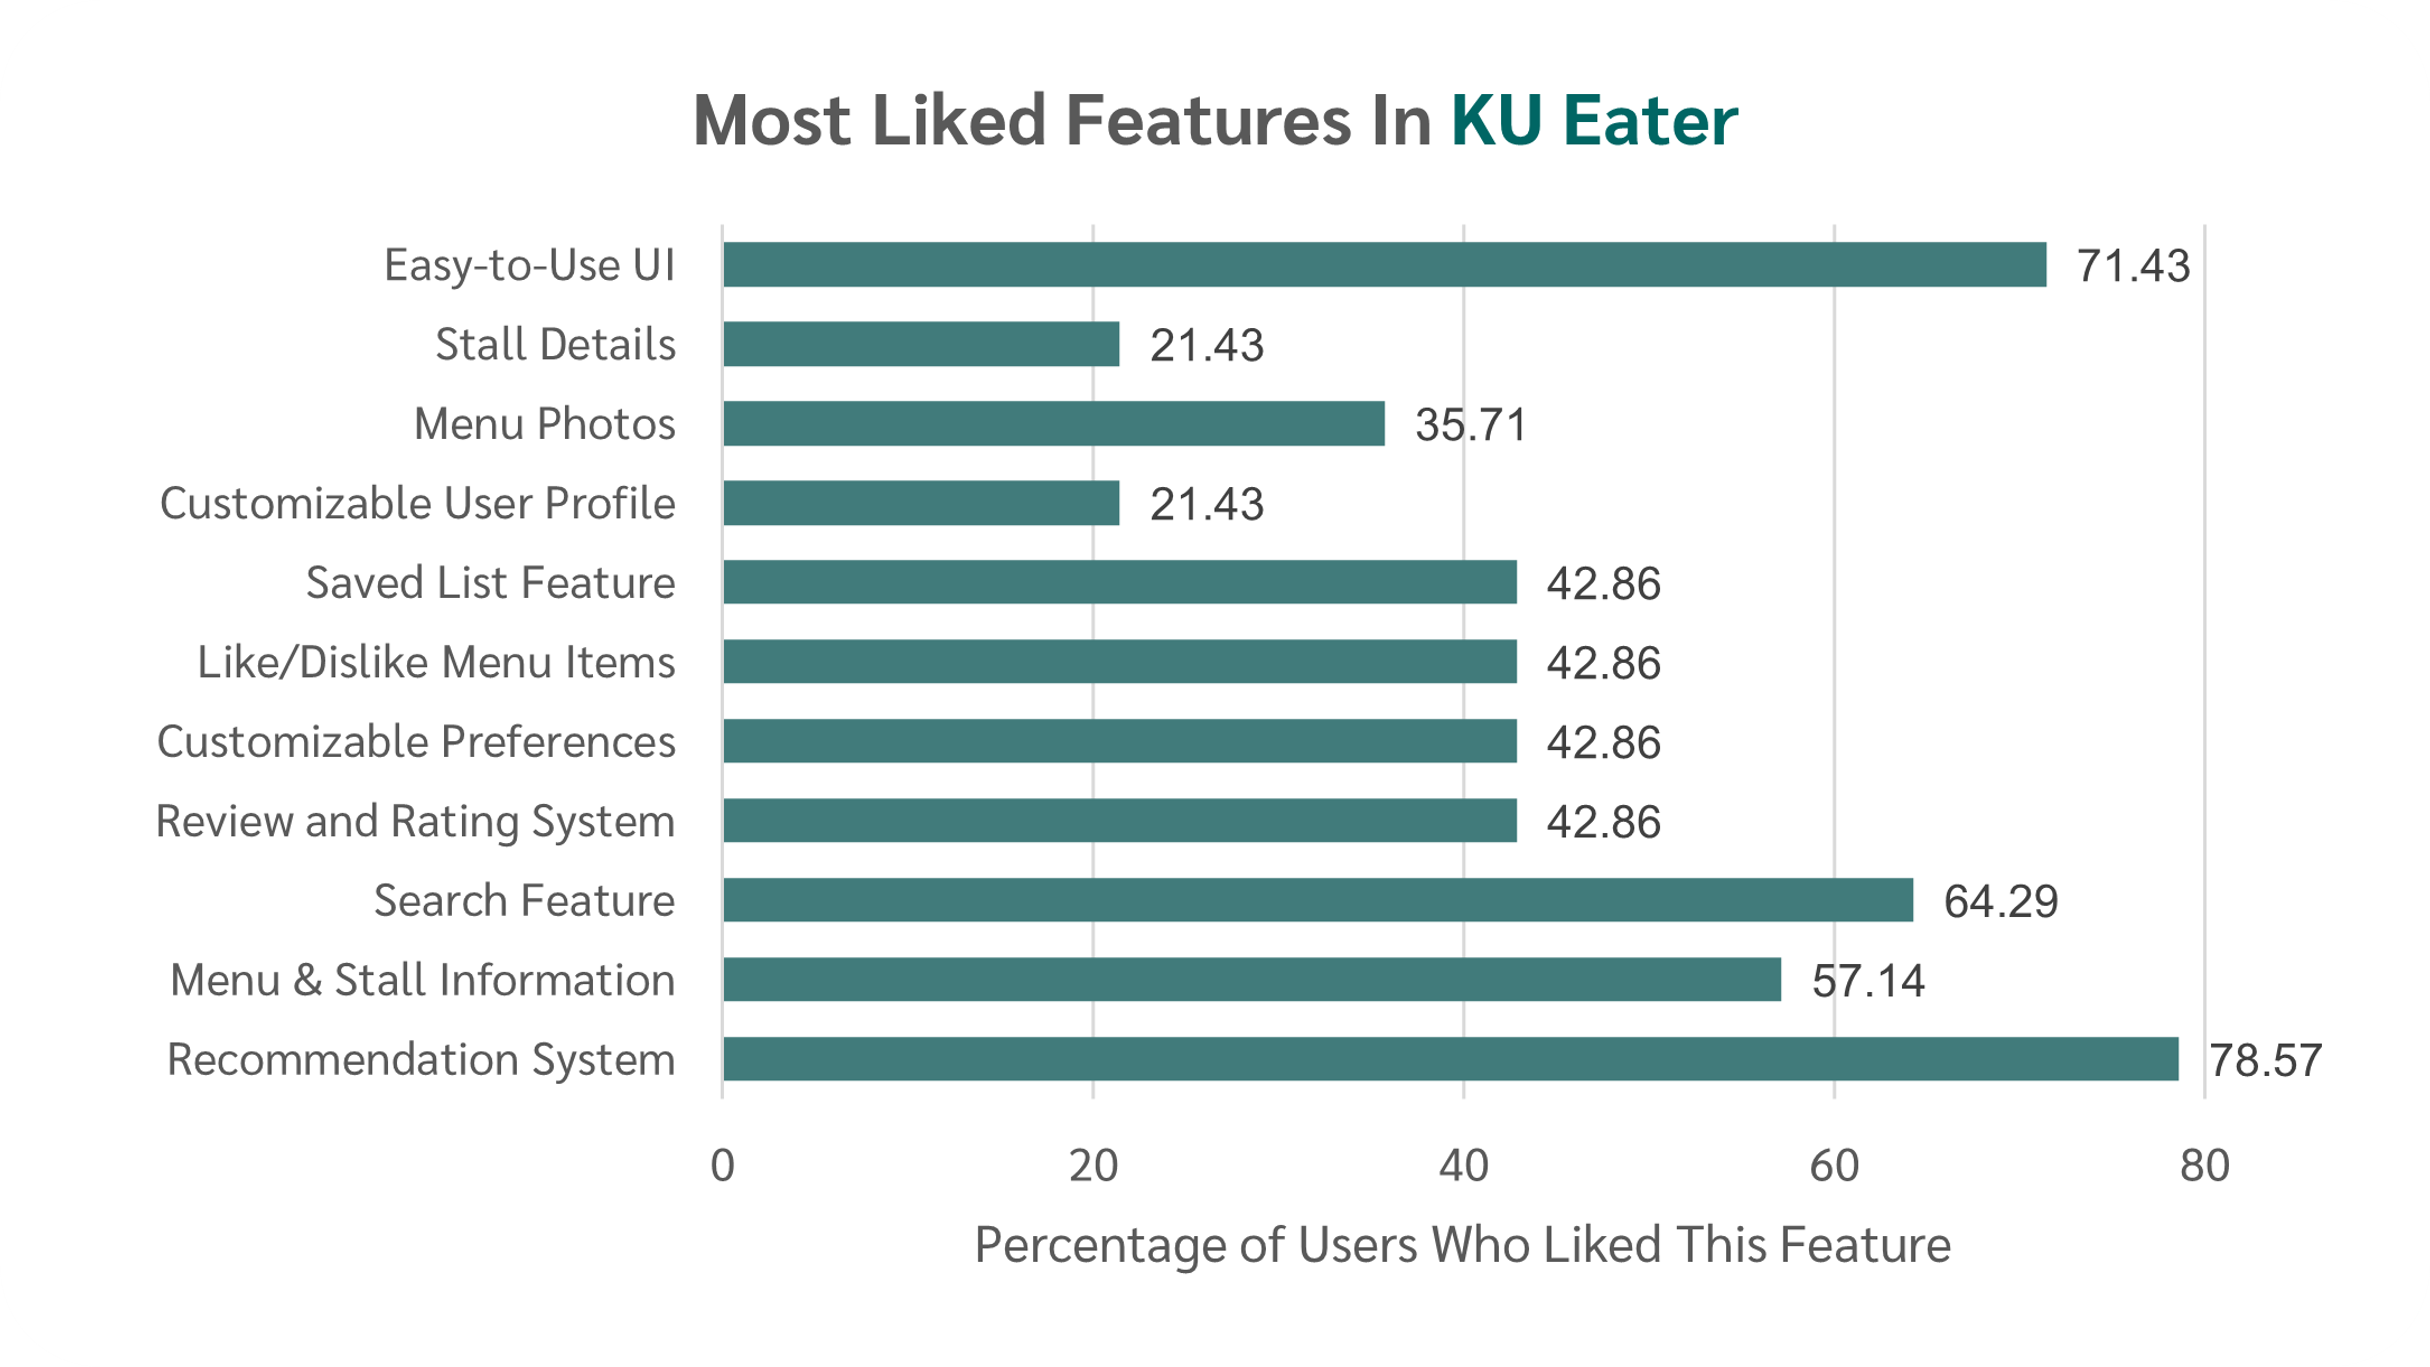 Most Liked Features In KU Eater
Easy-to-Use UI 71.43
Stall Details 21.43
Menu Photos 35.71
Customizable User Profile 21.43
Saved List Feature 42.86
Like/Dislike Menu Items 42.86
Customizable Preferences 42.86
Review and Rating System 42.86
Search Feature 64.29
Menu & Stall Information 57.14
Recommendation System 78.57
0 20 40 60 80
Percentage of Users Who Liked This Feature